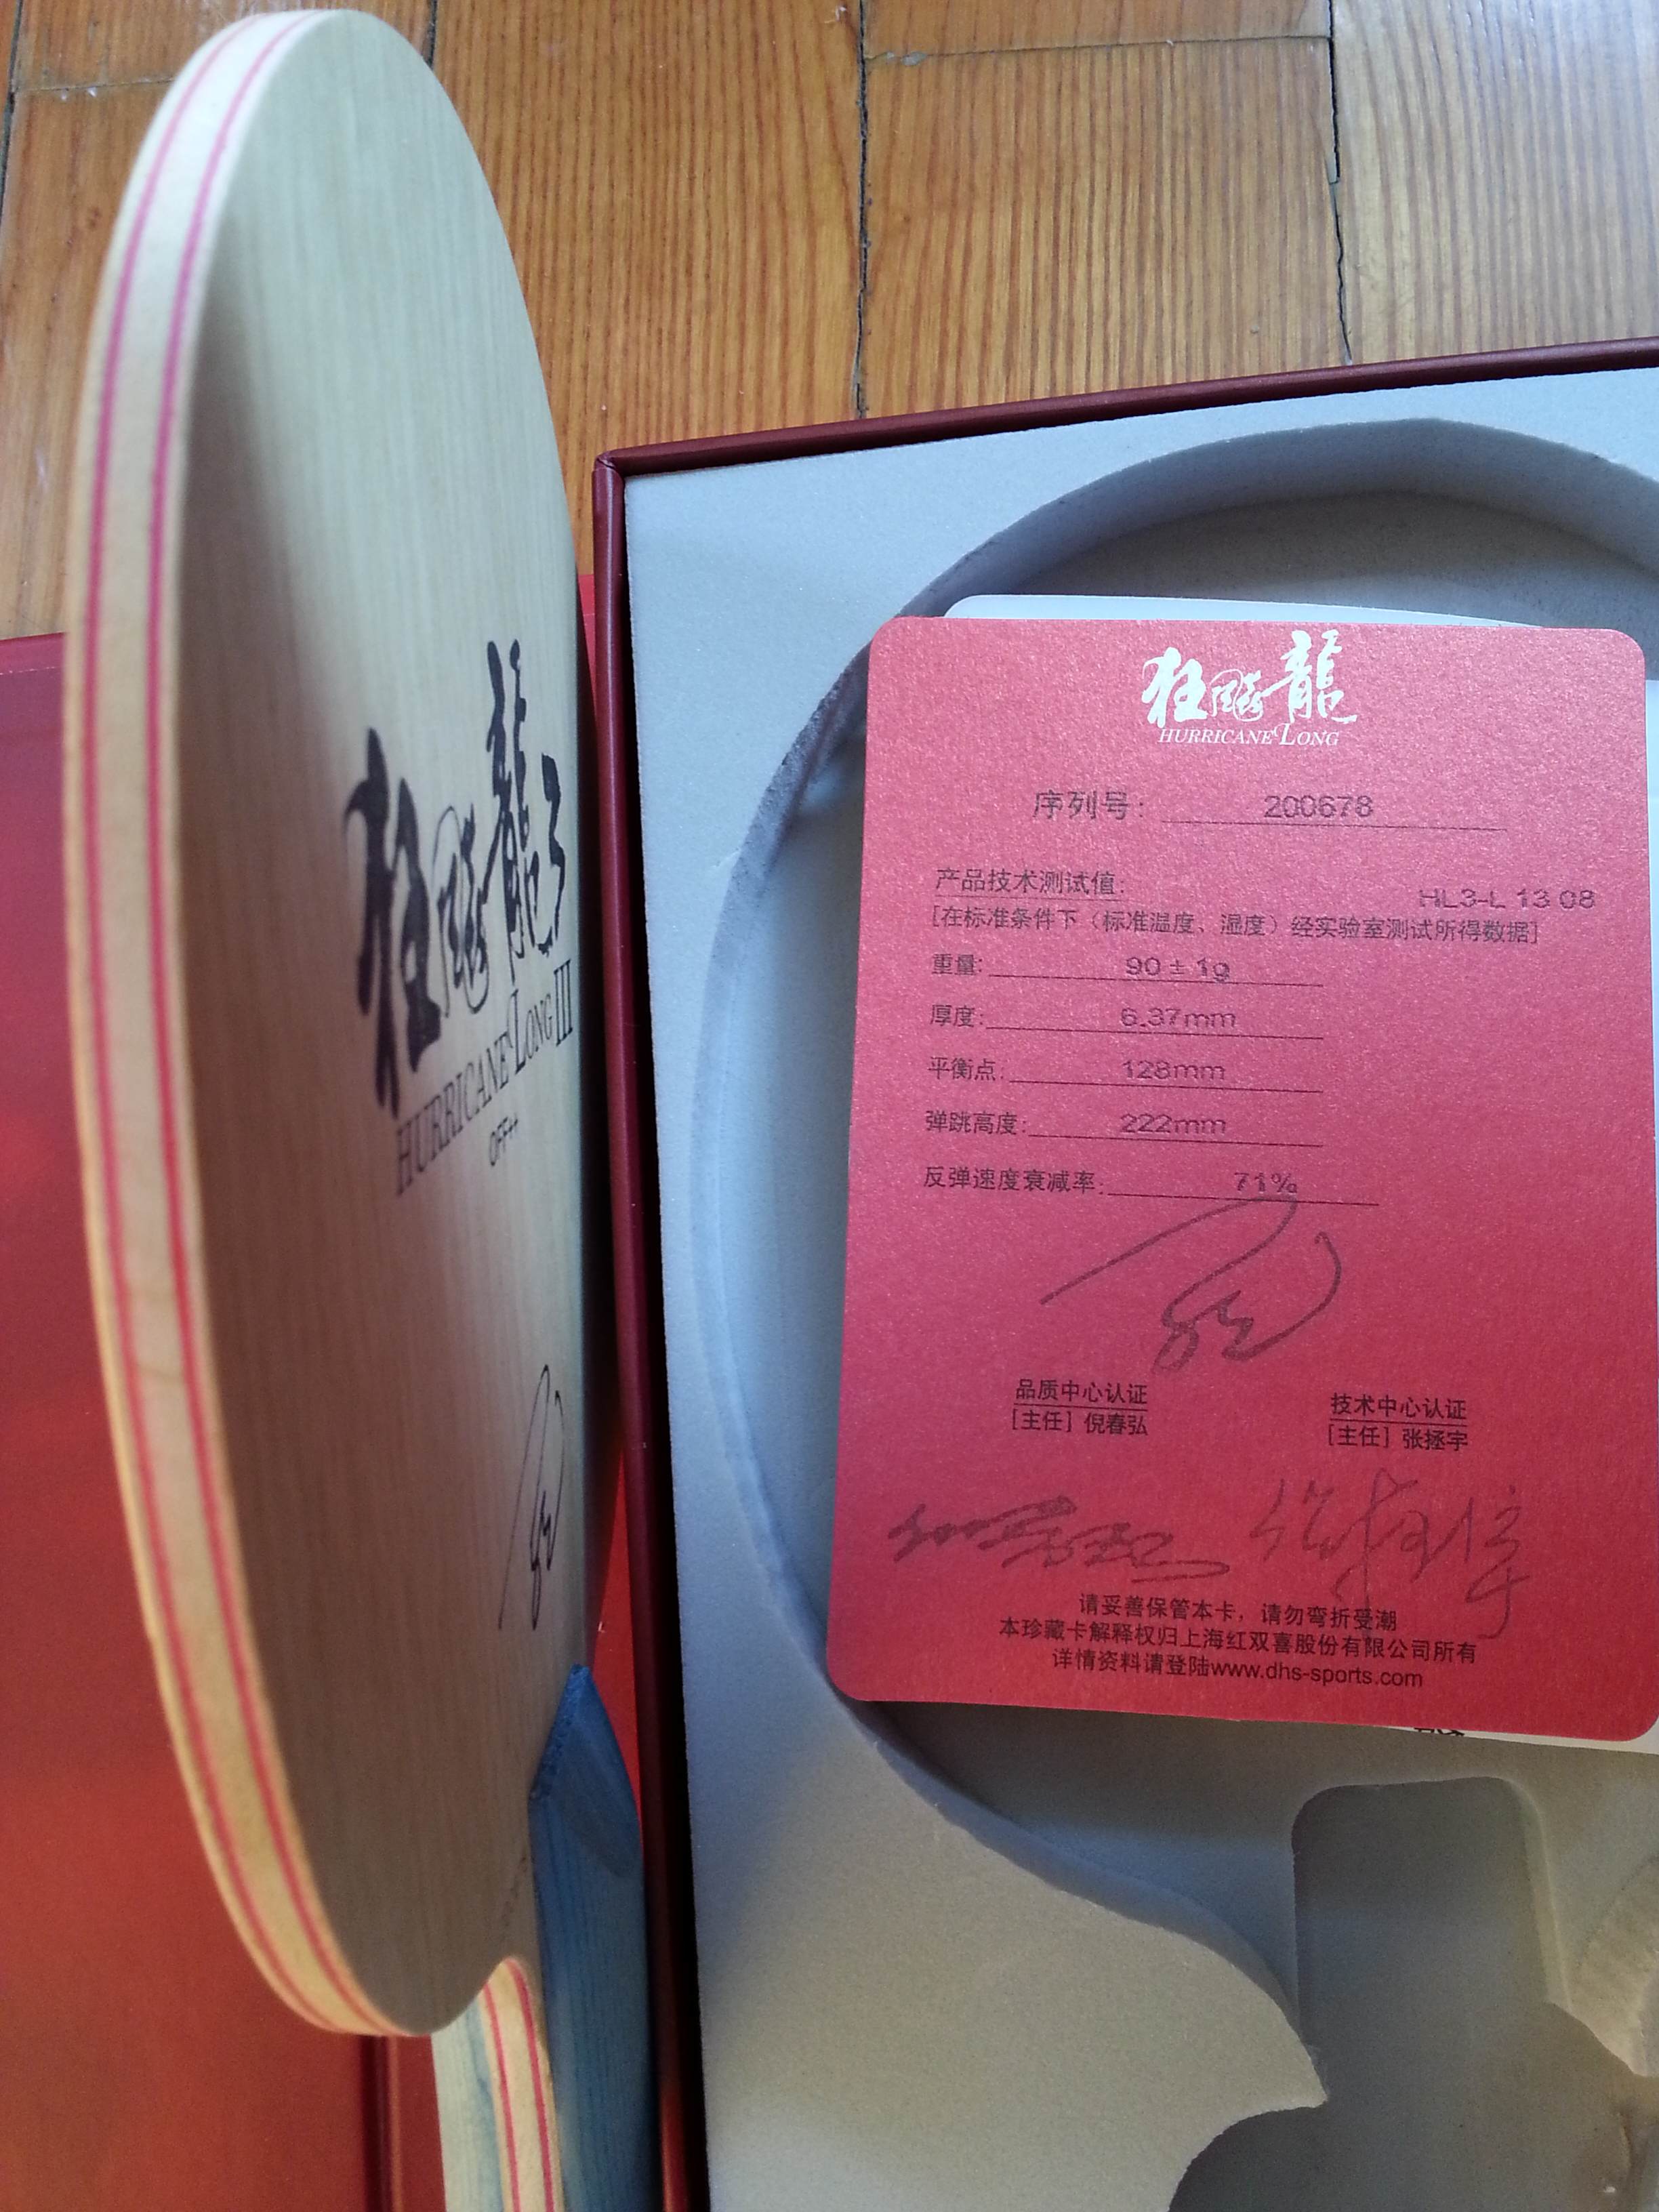 狂飚龍3
HURRICANE LONG III
OFF++
狂飚龍
HURRICANE LONG
序列号: 200678
产品技术测试值: HL3-L 13 08
[在标准条件下（标准温度、湿度）经实验室测试所得数据]
重量: 90 ± 1g
厚度: 6.37mm
平衡点: 128mm
弹跳高度: 222mm
反弹速度衰减率: 71%
品质中心认证
[主任] 倪春弘
技术中心认证
[主任] 张拯宇
请妥善保管本卡，请勿弯折受潮
本珍藏卡解释权归上海红双喜股份有限公司所有
详情资料请登陆www.dhs-sports.com